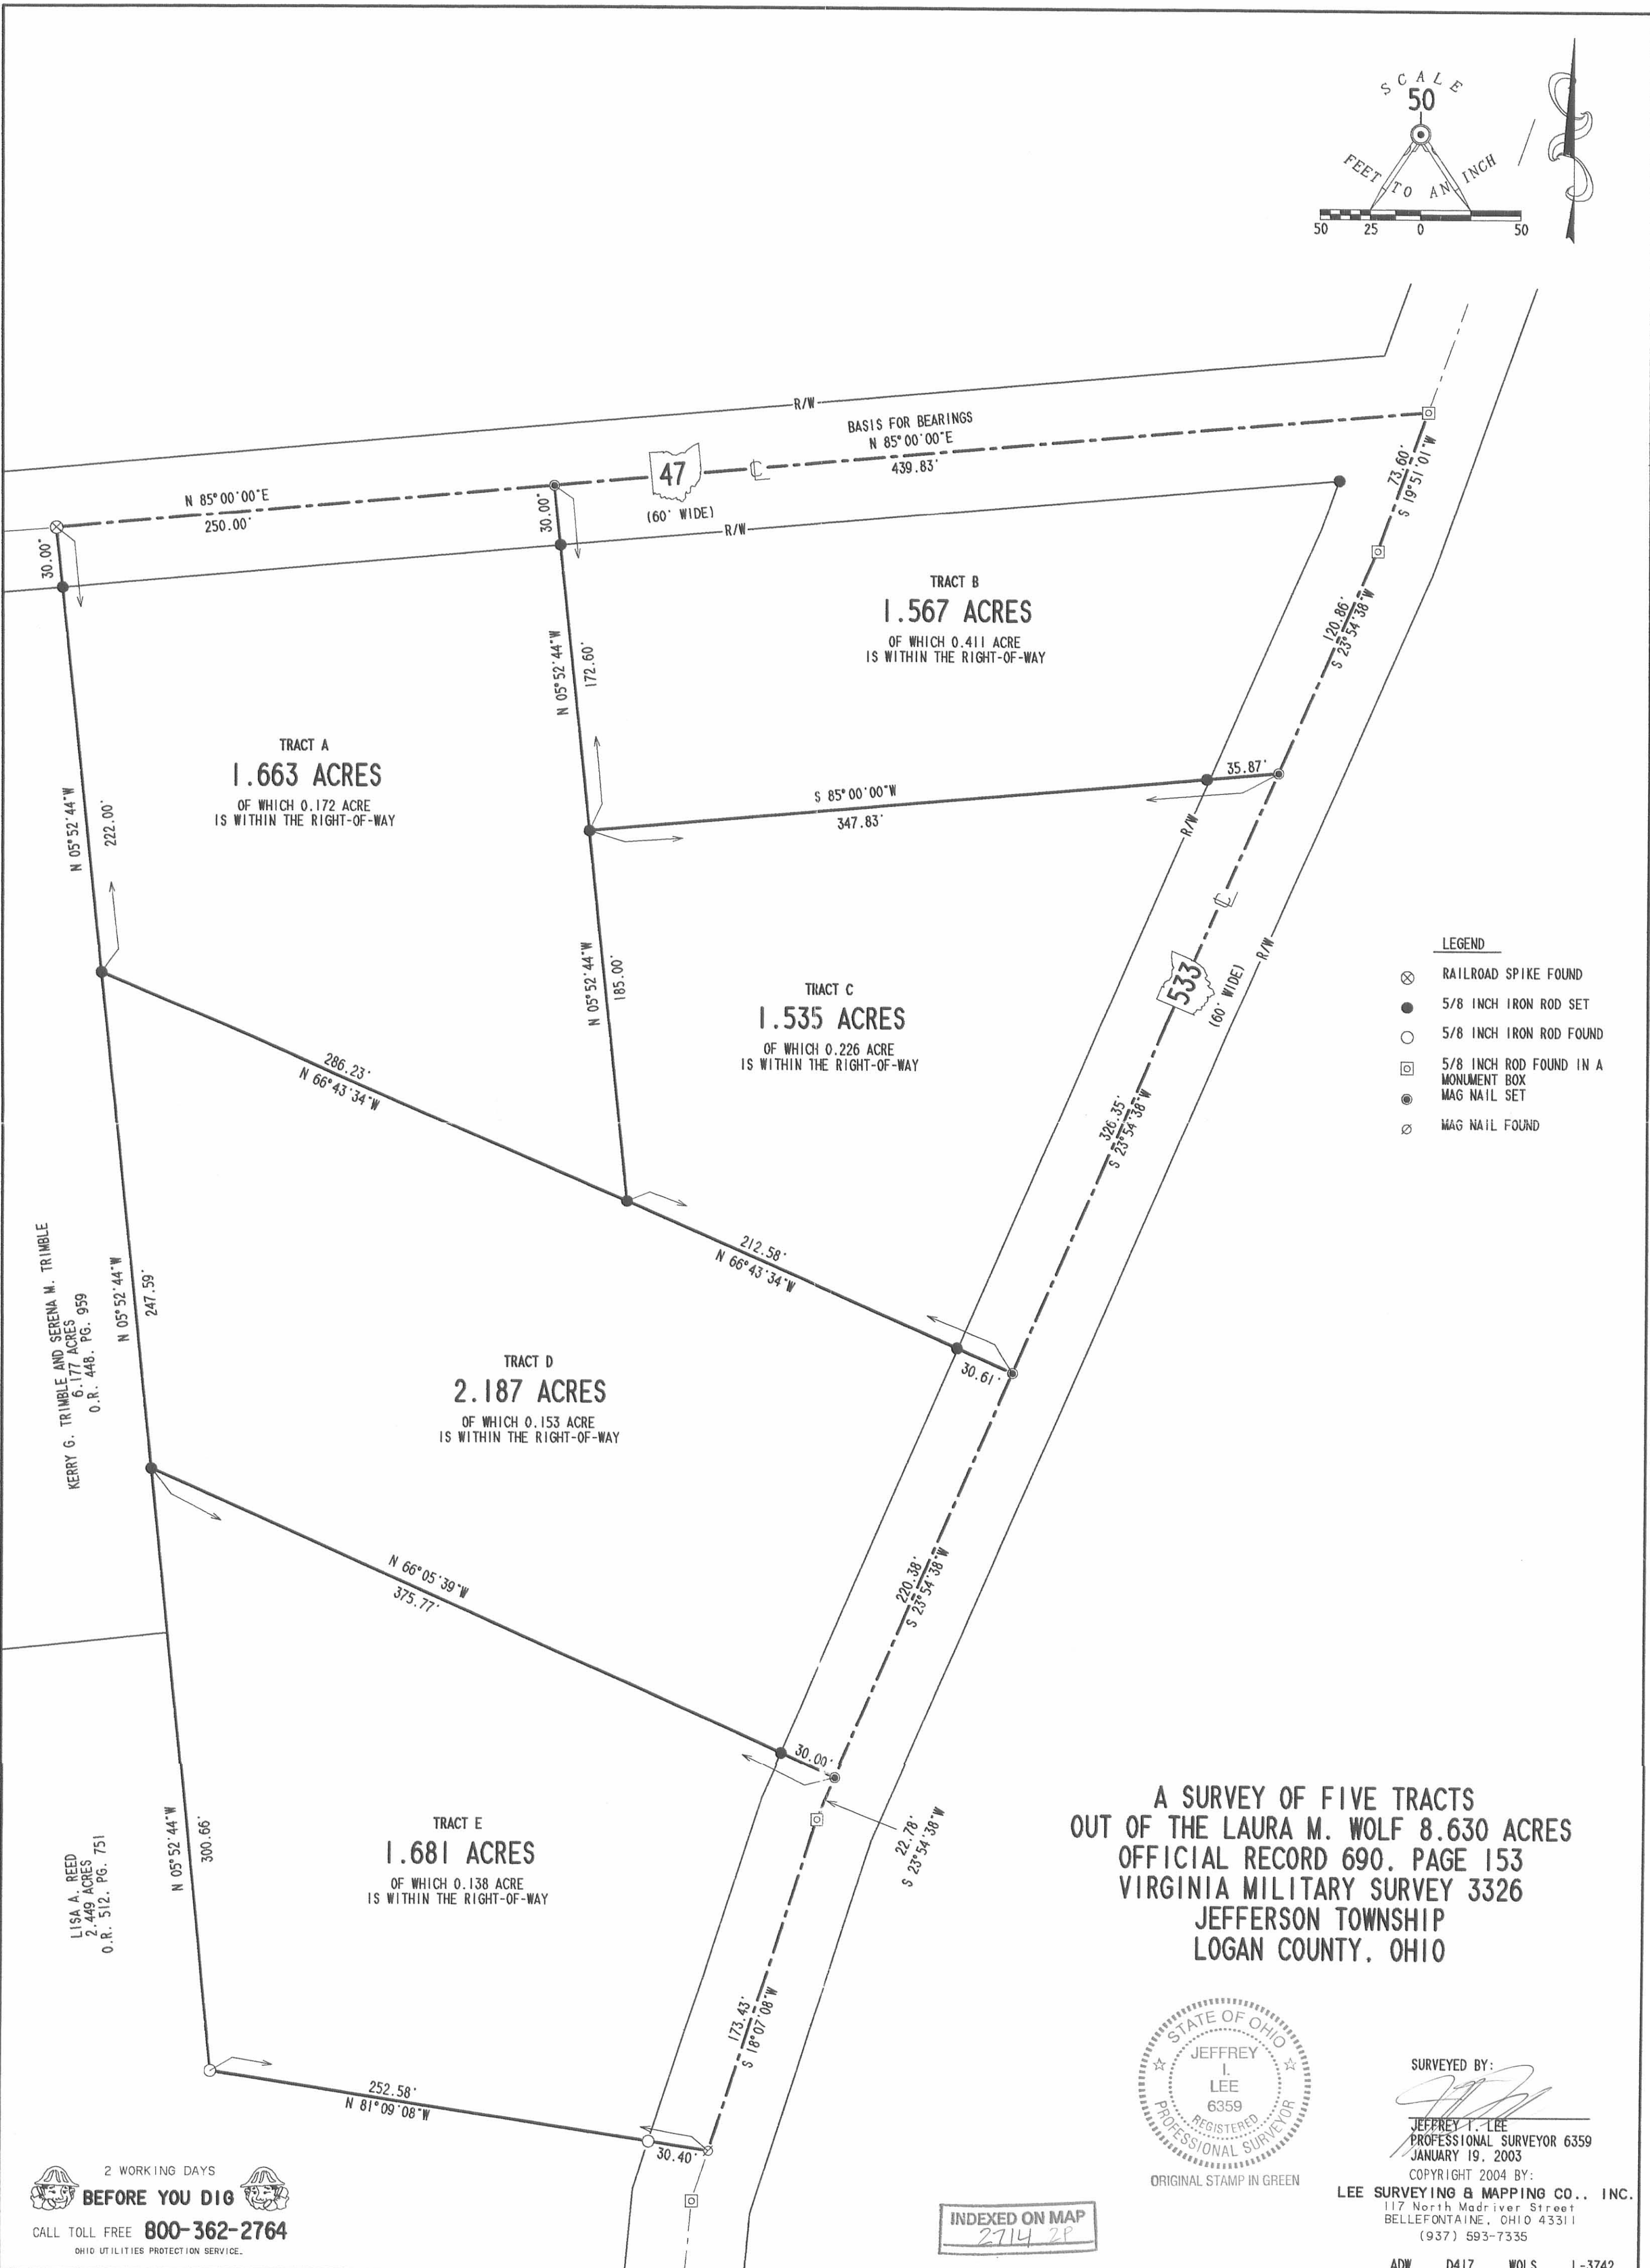 SCALE
50
FEET TO AN INCH
50 25 0 50
R/W
BASIS FOR BEARINGS
N 85°00'00"E
439.83'
47
(60' WIDE)
R/W
N 85°00'00"E
250.00'
30.00'
30.00'
73.60'
S 19°51'01"W
120.86'
S 23°54'38"W
TRACT B
1.567 ACRES
OF WHICH 0.411 ACRE
IS WITHIN THE RIGHT-OF-WAY
N 05°52'44"W
172.60'
TRACT A
1.663 ACRES
OF WHICH 0.172 ACRE
IS WITHIN THE RIGHT-OF-WAY
N 05°52'44"W
222.00'
35.87'
S 85°00'00"W
347.83'
R/W
533
(60' WIDE)
R/W
N 05°52'44"W
185.00'
TRACT C
1.535 ACRES
OF WHICH 0.226 ACRE
IS WITHIN THE RIGHT-OF-WAY
LEGEND
RAILROAD SPIKE FOUND
5/8 INCH IRON ROD SET
5/8 INCH IRON ROD FOUND
5/8 INCH ROD FOUND IN A
MONUMENT BOX
MAG NAIL SET
MAG NAIL FOUND
286.23'
N 66°43'34"W
326.35'
S 23°54'38"W
212.58'
N 66°43'34"W
30.61'
KERRY G. TRIMBLE AND SERENA M. TRIMBLE
6.177 ACRES
O.R. 448. PG. 959
N 05°52'44"W
247.59'
TRACT D
2.187 ACRES
OF WHICH 0.153 ACRE
IS WITHIN THE RIGHT-OF-WAY
N 66°05'39"W
375.77'
220.38'
S 23°54'38"W
30.00'
22.78'
S 23°54'38"W
LISA A. REED
2.449 ACRES
O.R. 512. PG. 751
N 05°52'44"W
300.66'
TRACT E
1.681 ACRES
OF WHICH 0.138 ACRE
IS WITHIN THE RIGHT-OF-WAY
173.43'
S 18°07'08"W
252.58'
N 81°09'08"W
30.40'
A SURVEY OF FIVE TRACTS
OUT OF THE LAURA M. WOLF 8.630 ACRES
OFFICIAL RECORD 690. PAGE 153
VIRGINIA MILITARY SURVEY 3326
JEFFERSON TOWNSHIP
LOGAN COUNTY. OHIO
STATE OF OHIO
JEFFREY
I.
LEE
6359
REGISTERED
PROFESSIONAL SURVEYOR
ORIGINAL STAMP IN GREEN
SURVEYED BY:
JEFFREY I. LEE
PROFESSIONAL SURVEYOR 6359
JANUARY 19. 2003
COPYRIGHT 2004 BY:
LEE SURVEYING & MAPPING CO.. INC.
117 North Madriver Street
BELLEFONTAINE, OHIO 43311
(937) 593-7335
ADW D417 WOLS L-3742
2 WORKING DAYS
BEFORE YOU DIG
CALL TOLL FREE 800-362-2764
OHIO UTILITIES PROTECTION SERVICE.
INDEXED ON MAP
2714 2P